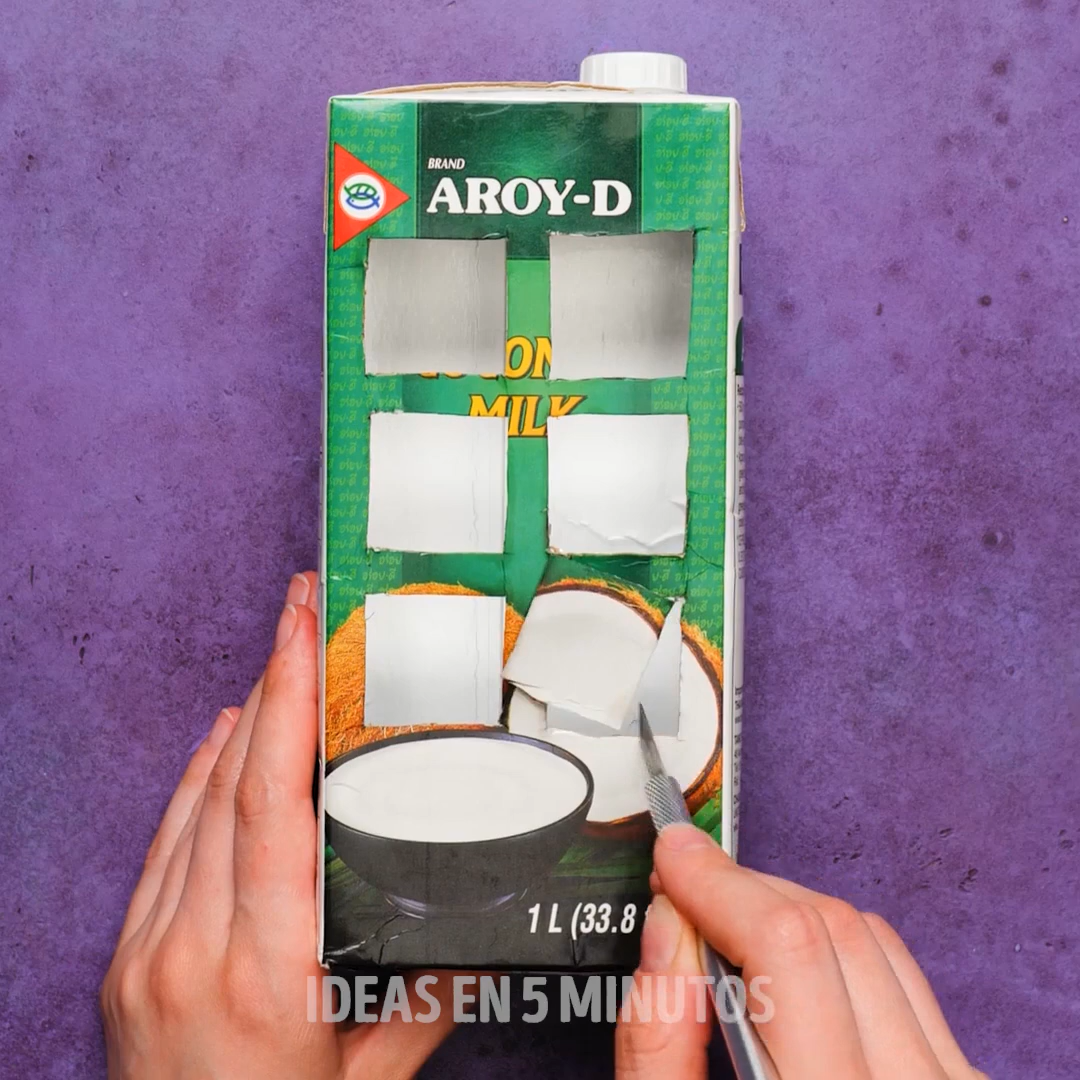 BRAND
AROY-D
MILK
1 L (33.8
IDEAS EN 5 MINUTOS